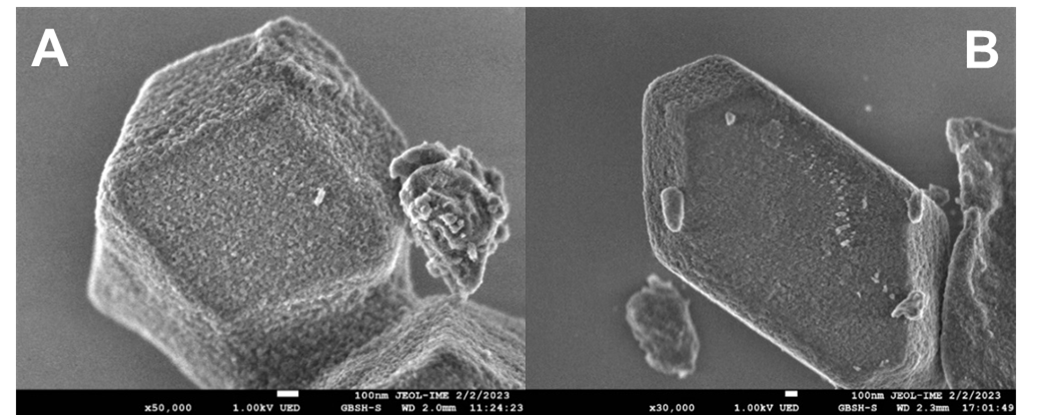 A
B
100nm JEOL-IME 2/2/2023
x50,000 1.00kV UED GBSH-S WD 2.0mm 11:24:23
100nm JEOL-IME 2/2/2023
x30,000 1.00kV UED GBSH-S WD 2.3mm 17:01:49